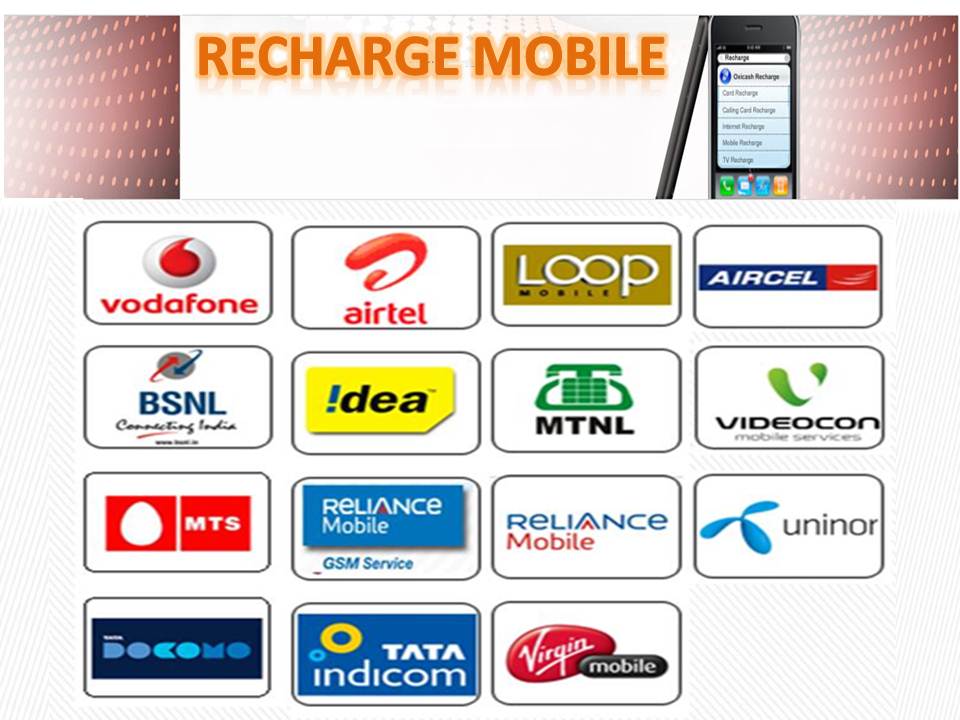 RECHARGE MOBILE
Recharge
Oxicash Recharge
Card Recharge
Calling Card Recharge
Internet Recharge
Mobile Recharge
TV Recharge
vodafone
airtel
LOOP
MOBILE
AIRCEL
BSNL
Connecting India
www.bsnl.in
!dea
MTNL
VIDEOCON
mobile services
MTS
RELIANCE
Mobile
GSM Service
RELIANCE
Mobile
uninor
TATA
DOCOMO
TATA
indicom
Virgin
mobile